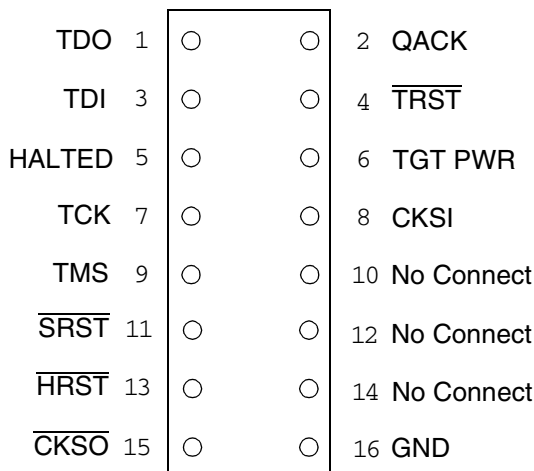 TDO 1 2 QACK
TDI 3 4 TRST
HALTED 5 6 TGT PWR
TCK 7 8 CKSI
TMS 9 10 No Connect
SRST 11 12 No Connect
HRST 13 14 No Connect
CKSO 15 16 GND